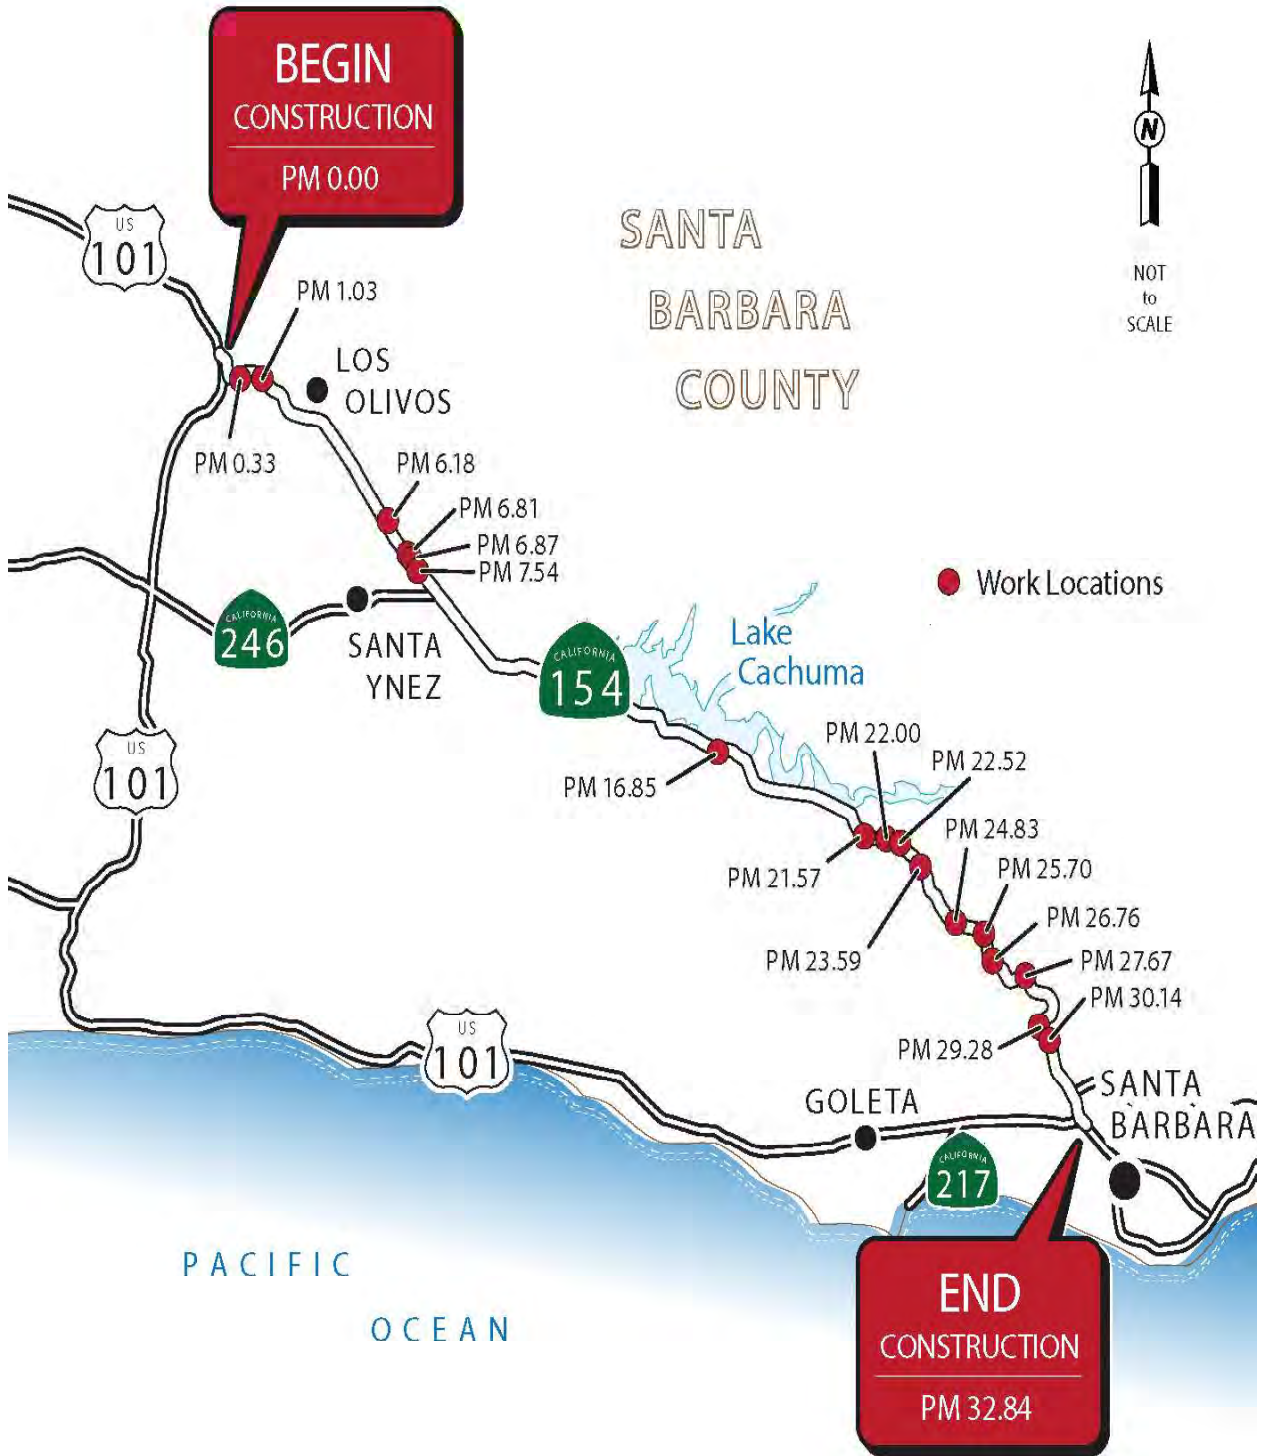 BEGIN
CONSTRUCTION
PM 0.00
US
101
N
NOT
to
SCALE
SANTA
BARBARA
COUNTY
PM 1.03
LOS
OLIVOS
PM 0.33
PM 6.18
PM 6.81
PM 6.87
PM 7.54
Work Locations
CALIFORNIA
246
SANTA
YNEZ
CALIFORNIA
154
Lake
Cachuma
US
101
PM 16.85
PM 22.00
PM 22.52
PM 21.57
PM 24.83
PM 25.70
PM 23.59
PM 26.76
PM 27.67
PM 30.14
PM 29.28
US
101
GOLETA
SANTA
BARBARA
CALIFORNIA
217
PACIFIC
OCEAN
END
CONSTRUCTION
PM 32.84